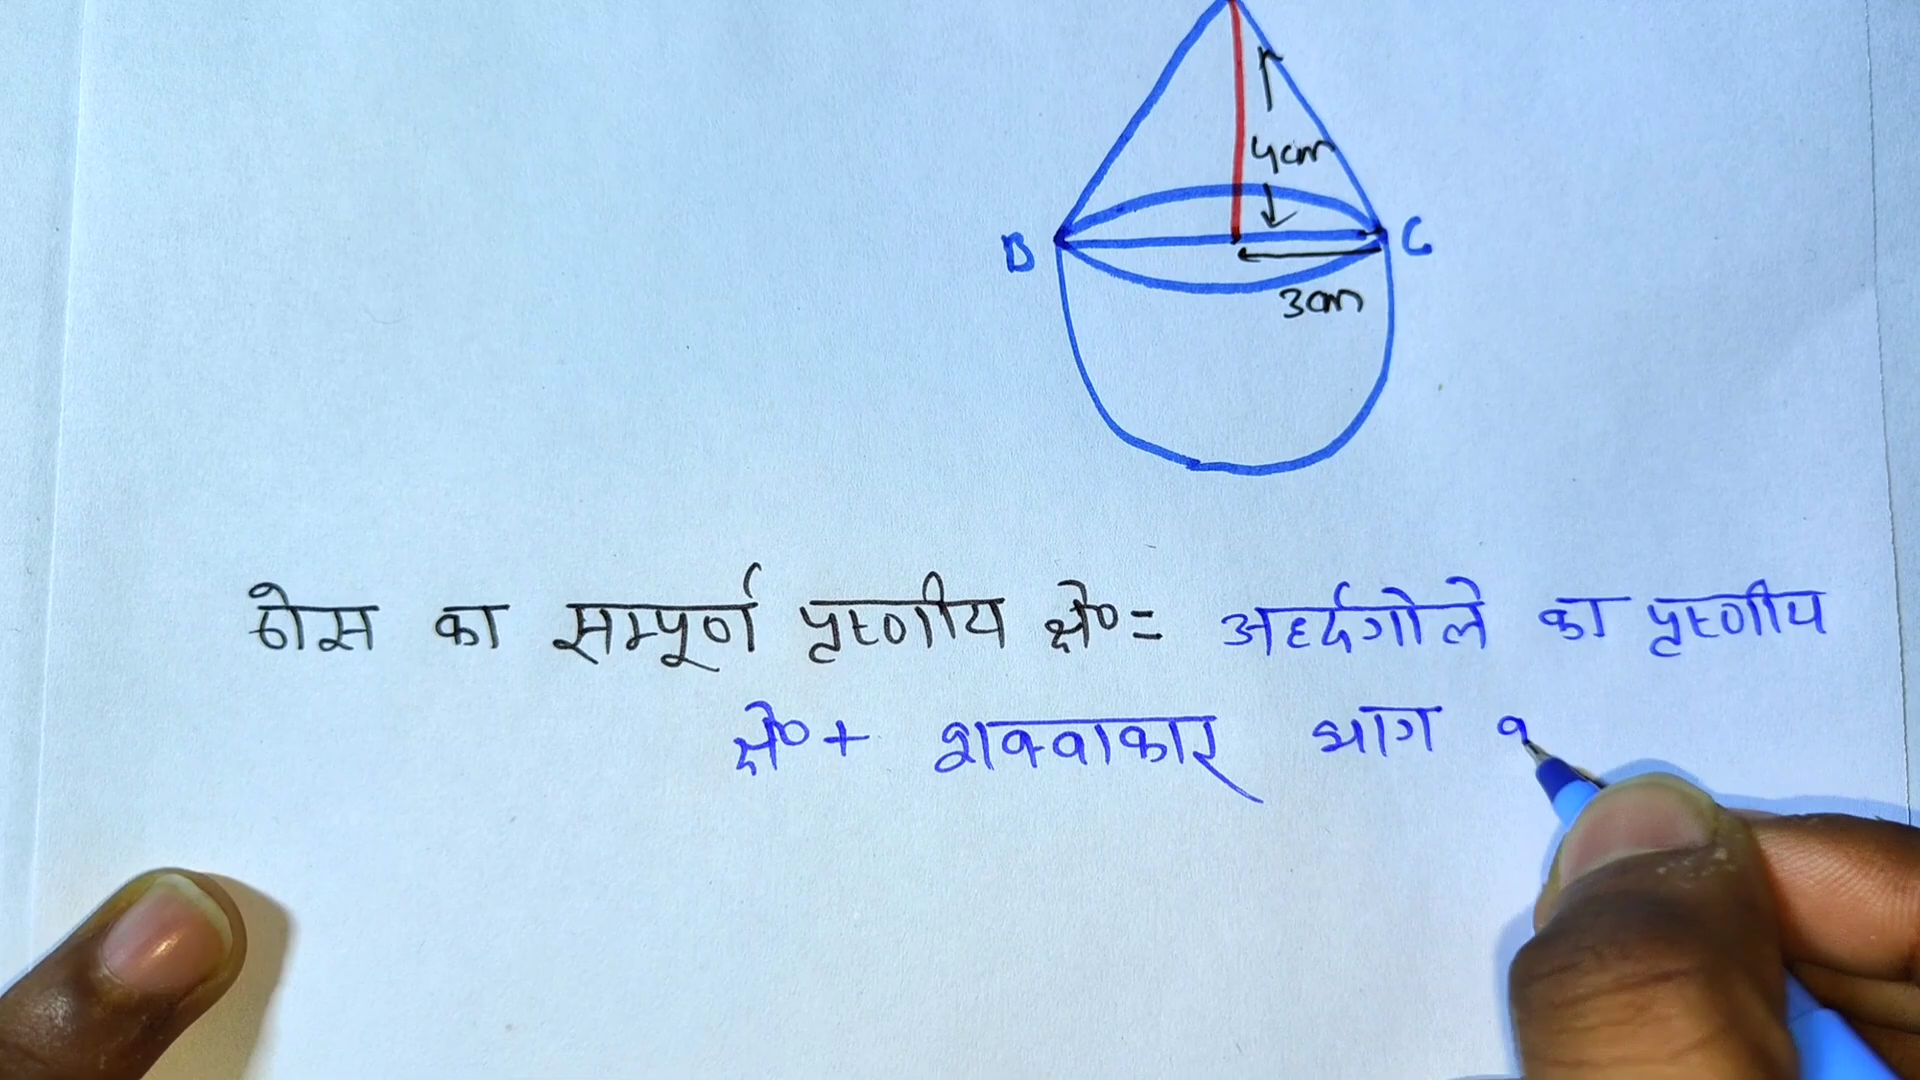 4cm
B C
3cm
ठोस का सम्पूर्ण पृष्ठीय क्षे० = अर्द्धगोले का पृष्ठीय
क्षे० + शंक्वाकार भाग